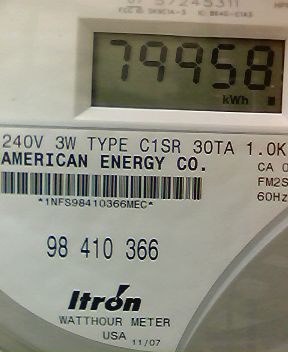 79958
kWh
240V 3W TYPE C1SR 30TA 1.0K
AMERICAN ENERGY CO.
CA 0
*1NFS98410366MEC*
FM2S
60Hz
98 410 366
Itron
WATTHOUR METER
USA 11/07